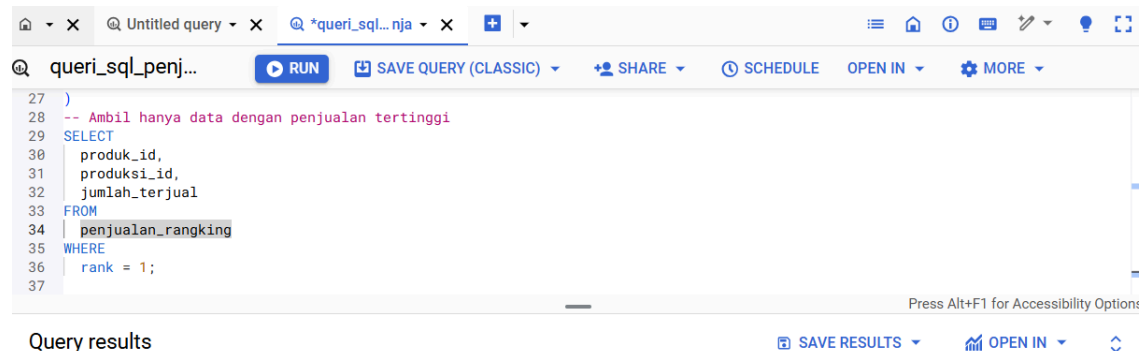 Untitled query
*queri_sql_...nja
queri_sql_penj... RUN SAVE QUERY (CLASSIC) SHARE SCHEDULE OPEN IN MORE
27 )
28 -- Ambil hanya data dengan penjualan tertinggi
29 SELECT
30 produk_id,
31 produksi_id,
32 jumlah_terjual
33 FROM
34 penjualan_rangking
35 WHERE
36 rank = 1;
37
Press Alt+F1 for Accessibility Options
Query results SAVE RESULTS OPEN IN